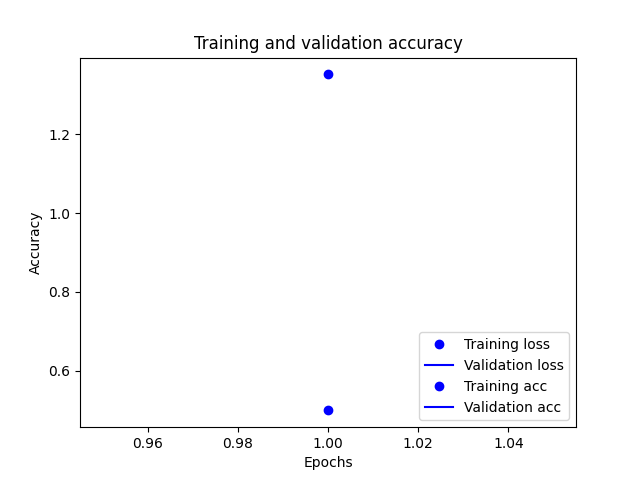 Training and validation accuracy
1.2
1.0
0.8
0.6
Accuracy
Training loss
Validation loss
Training acc
Validation acc
0.96 0.98 1.00 1.02 1.04
Epochs